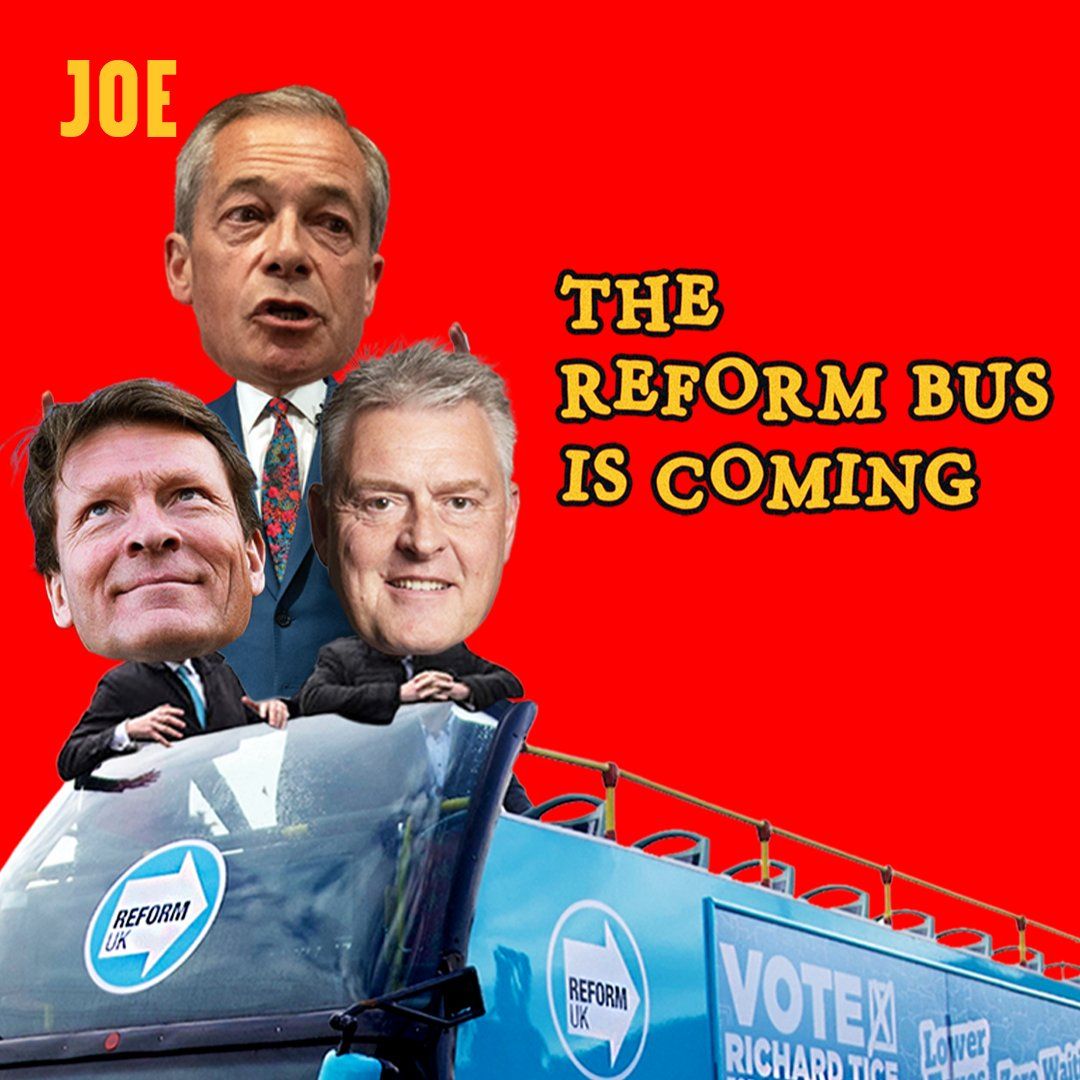 JOE
THE
REFORM BUS
IS COMING
REFORM
UK
REFORM
UK
VOTE
RICHARD TICE
Lower
Zero Wait